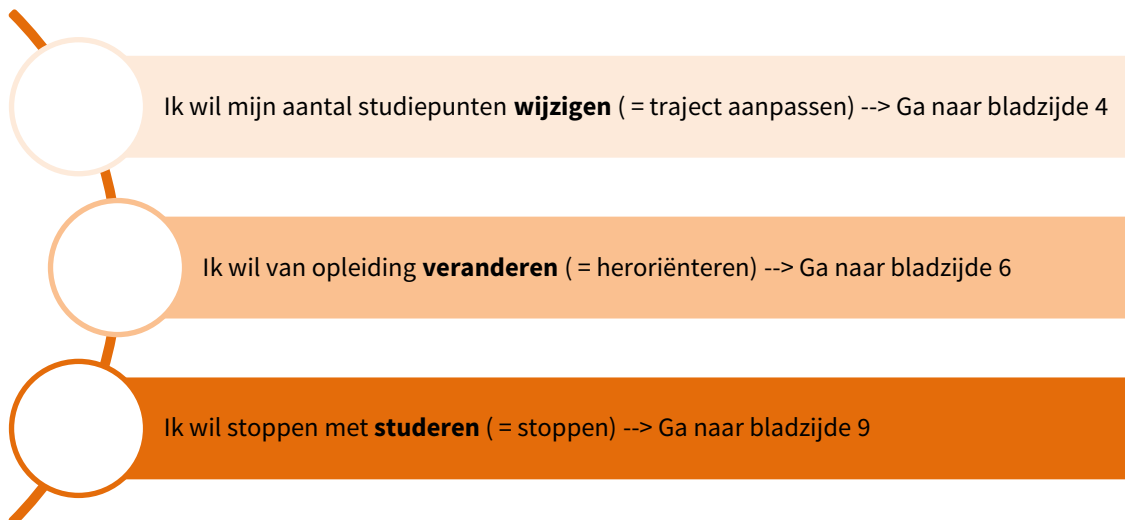 Ik wil mijn aantal studiepunten wijzigen ( = traject aanpassen) --> Ga naar bladzijde 4
Ik wil van opleiding veranderen ( = heroriënteren) --> Ga naar bladzijde 6
Ik wil stoppen met studeren ( = stoppen) --> Ga naar bladzijde 9